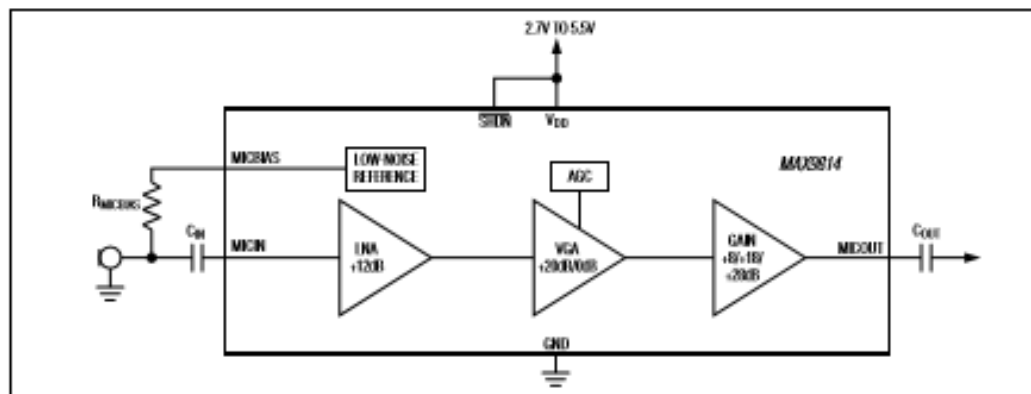 2.7V TO 5.5V
SHDN
VDD
MICBIAS
LOW-NOISE
REFERENCE
MAX9814
AGC
RMICBIAS
CIN
MICIN
LNA
+12dB
VGA
+20dB/0dB
GAIN
+8/+18/
+28dB
MICOUT
COUT
GND